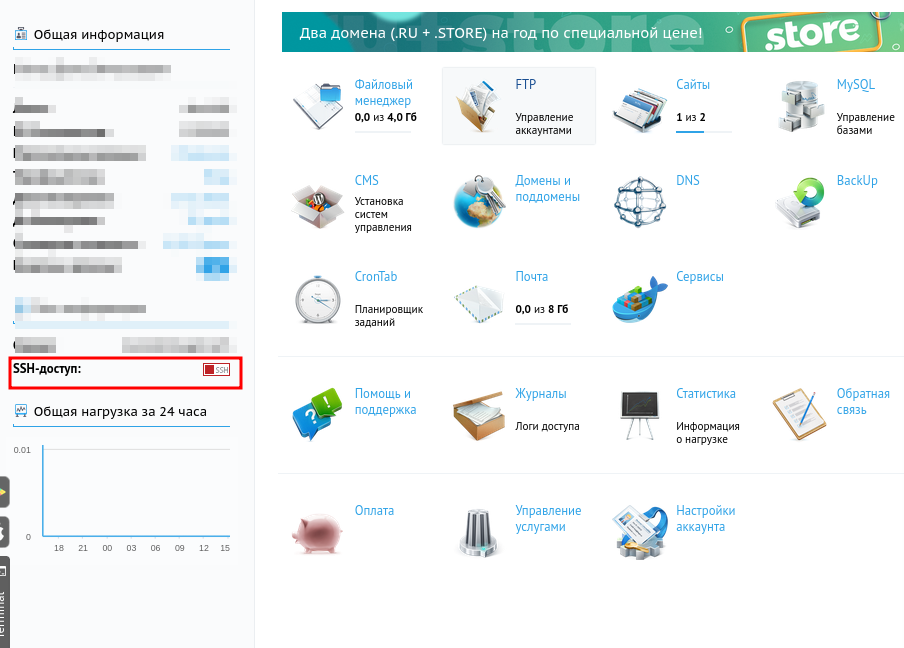 Общая информация
SSH-доступ:
SSH
Общая нагрузка за 24 часа
0.01
0
18 21 00 03 06 09 12 15
Terminal
Два домена (.RU + .STORE) на год по специальной цене!
.store
Файловый
менеджер
0,0 из 4,0 Гб
FTP
Управление
аккаунтами
Сайты
1 из 2
MySQL
Управление
базами
CMS
Установка
систем
управления
Домены и
поддомены
DNS
BackUp
CronTab
Планировщик
заданий
Почта
0,0 из 8 Гб
Сервисы
Помощь и
поддержка
Журналы
Логи доступа
Статистика
Информация
о нагрузке
Обратная
связь
Оплата
Управление
услугами
Настройки
аккаунта